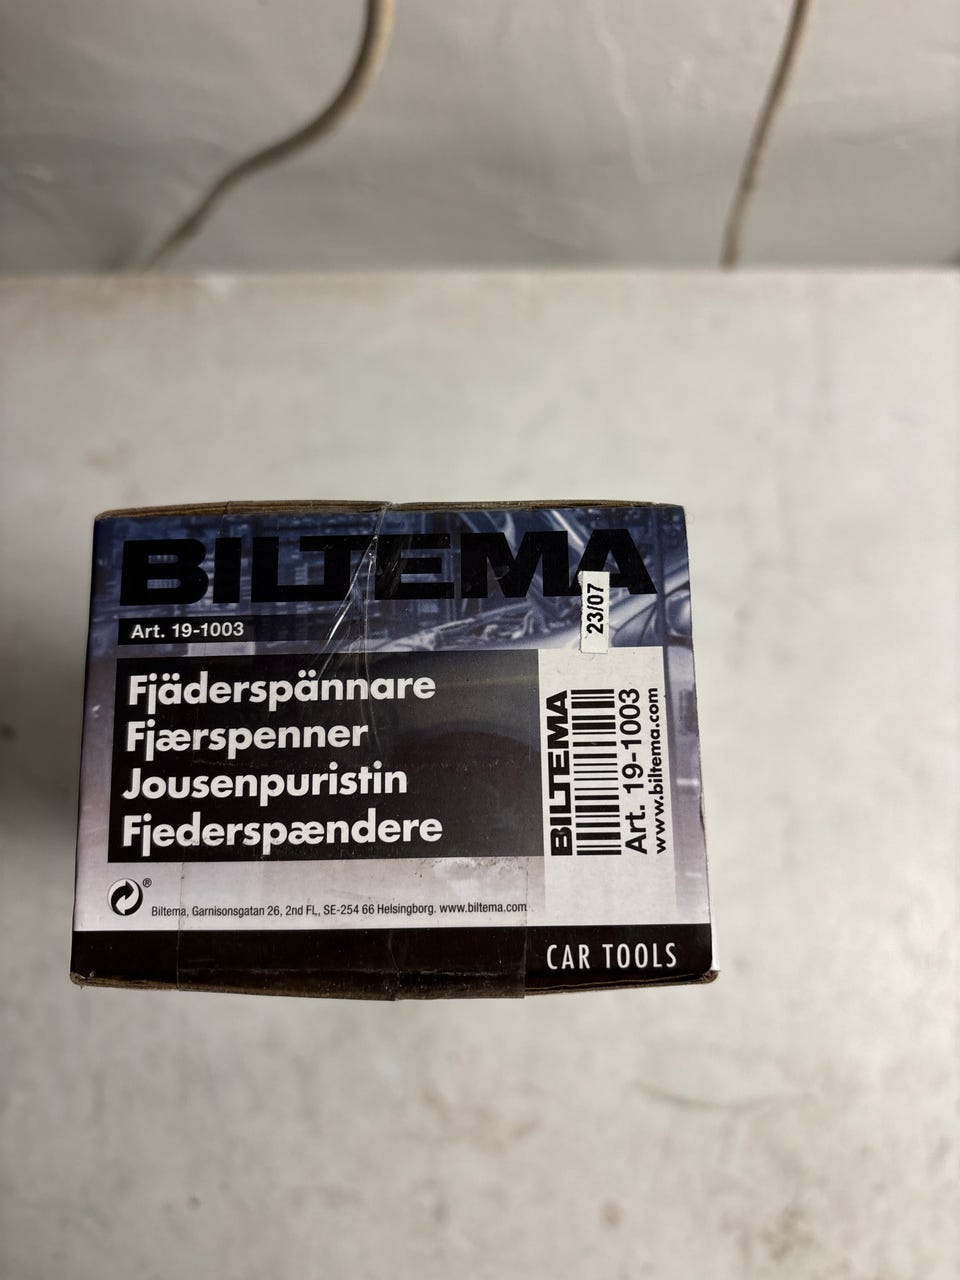 BILTEMA
23/07
Art. 19-1003
Fjäderspännare
Fjærspenner
Jousenpuristin
Fjederspændere
BILTEMA
Art. 19-1003
www.biltema.com
®
Biltema, Garnisonsgatan 26, 2nd FL, SE-254 66 Helsingborg. www.biltema.com
CAR TOOLS